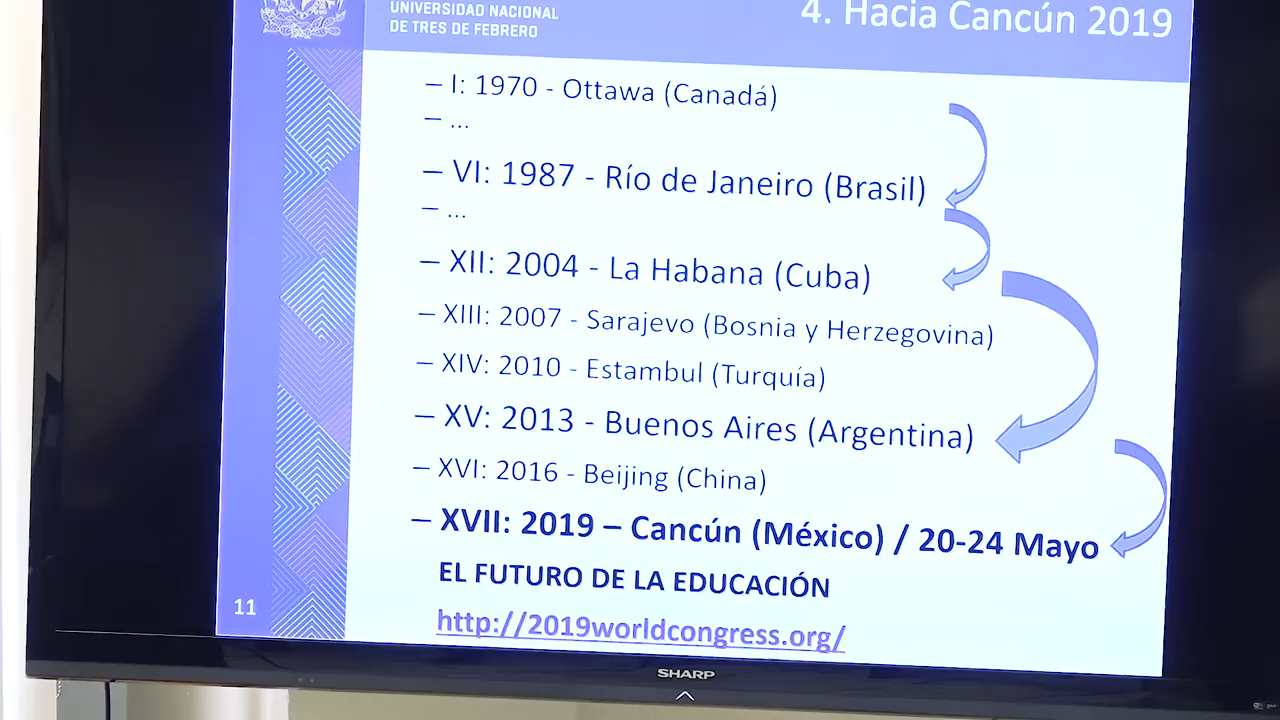 UNIVERSIDAD NACIONAL
DE TRES DE FEBRERO
4. Hacia Cancún 2019
– I: 1970 - Ottawa (Canadá)
– ...
– VI: 1987 - Río de Janeiro (Brasil)
– ...
– XII: 2004 - La Habana (Cuba)
– XIII: 2007 - Sarajevo (Bosnia y Herzegovina)
– XIV: 2010 - Estambul (Turquía)
– XV: 2013 - Buenos Aires (Argentina)
– XVI: 2016 - Beijing (China)
– XVII: 2019 – Cancún (México) / 20-24 Mayo
EL FUTURO DE LA EDUCACIÓN
http://2019worldcongress.org/
11
SHARP